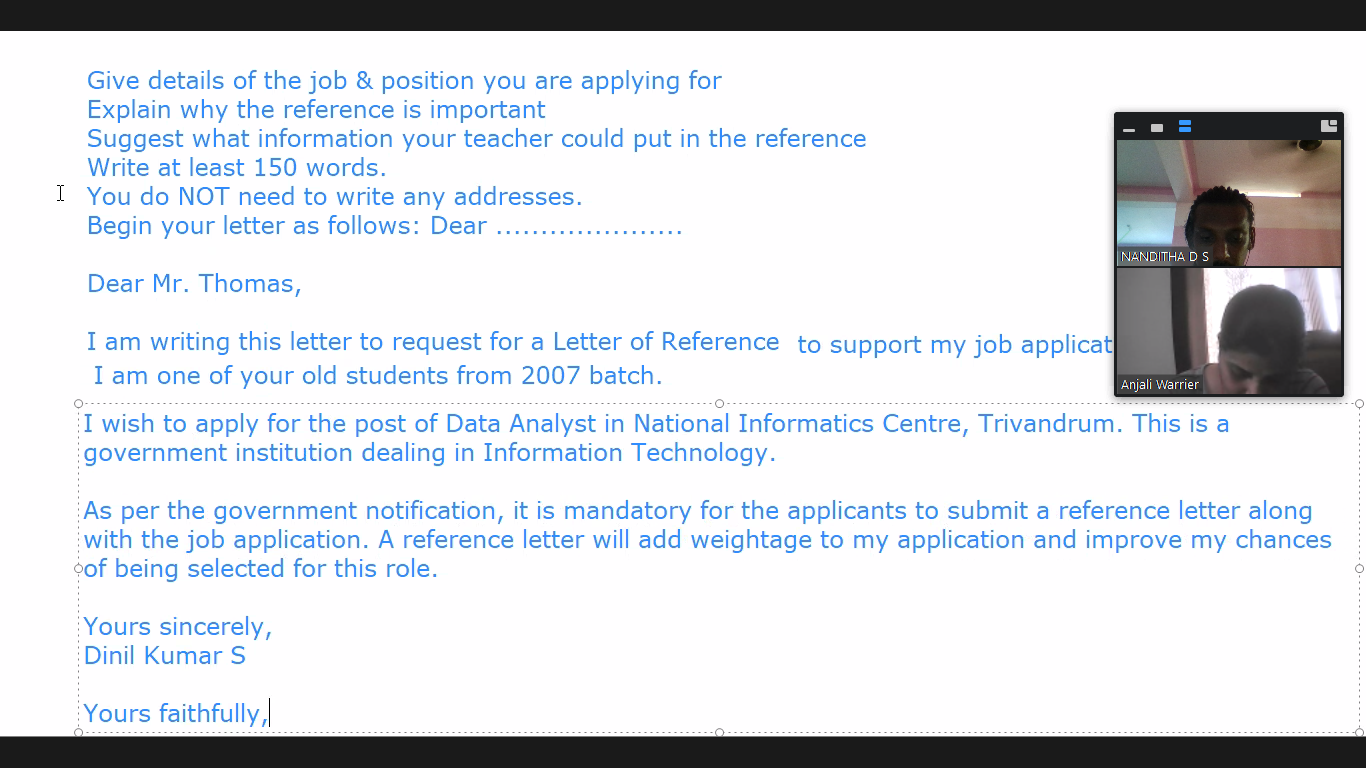 Give details of the job & position you are applying for
Explain why the reference is important
Suggest what information your teacher could put in the reference
Write at least 150 words.
You do NOT need to write any addresses.
Begin your letter as follows: Dear .....................
Dear Mr. Thomas,
I am writing this letter to request for a Letter of Reference to support my job applicat
I am one of your old students from 2007 batch.
I wish to apply for the post of Data Analyst in National Informatics Centre, Trivandrum. This is a
government institution dealing in Information Technology.
As per the government notification, it is mandatory for the applicants to submit a reference letter along
with the job application. A reference letter will add weightage to my application and improve my chances
of being selected for this role.
Yours sincerely,
Dinil Kumar S
Yours faithfully,
NANDITHA D S
Anjali Warrier